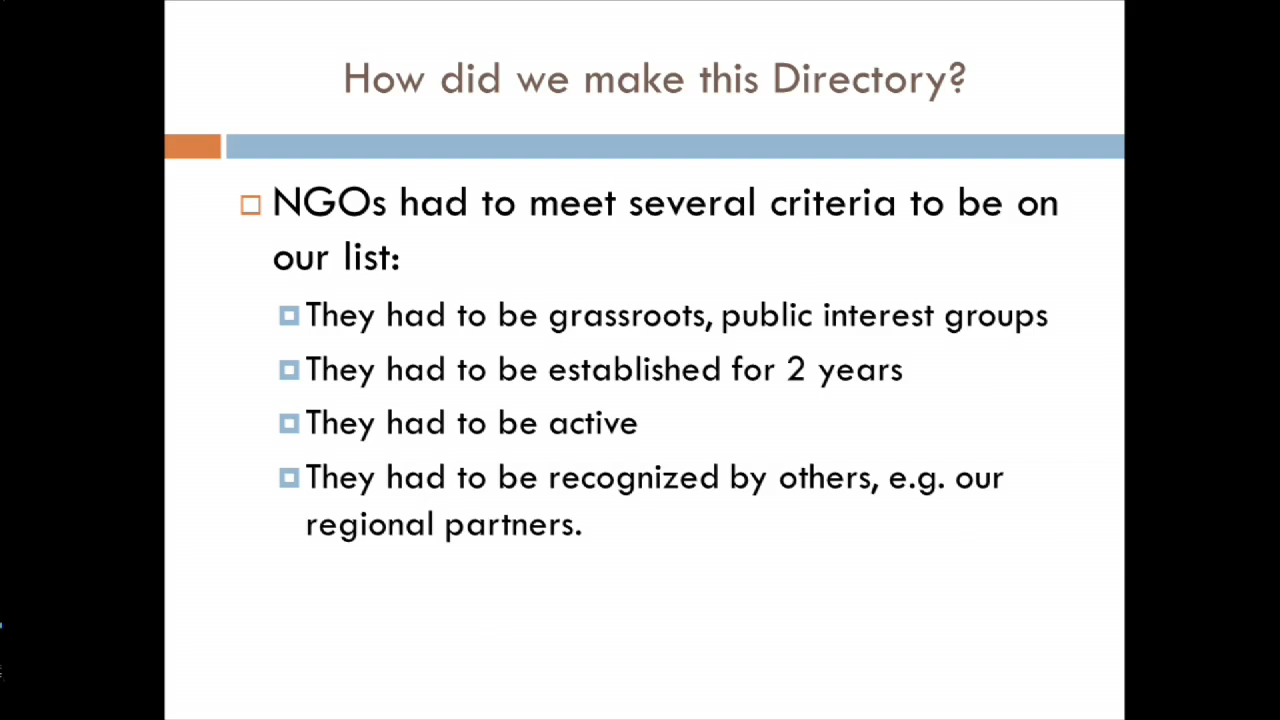 How did we make this Directory?
NGOs had to meet several criteria to be on
our list:
They had to be grassroots, public interest groups
They had to be established for 2 years
They had to be active
They had to be recognized by others, e.g. our
regional partners.